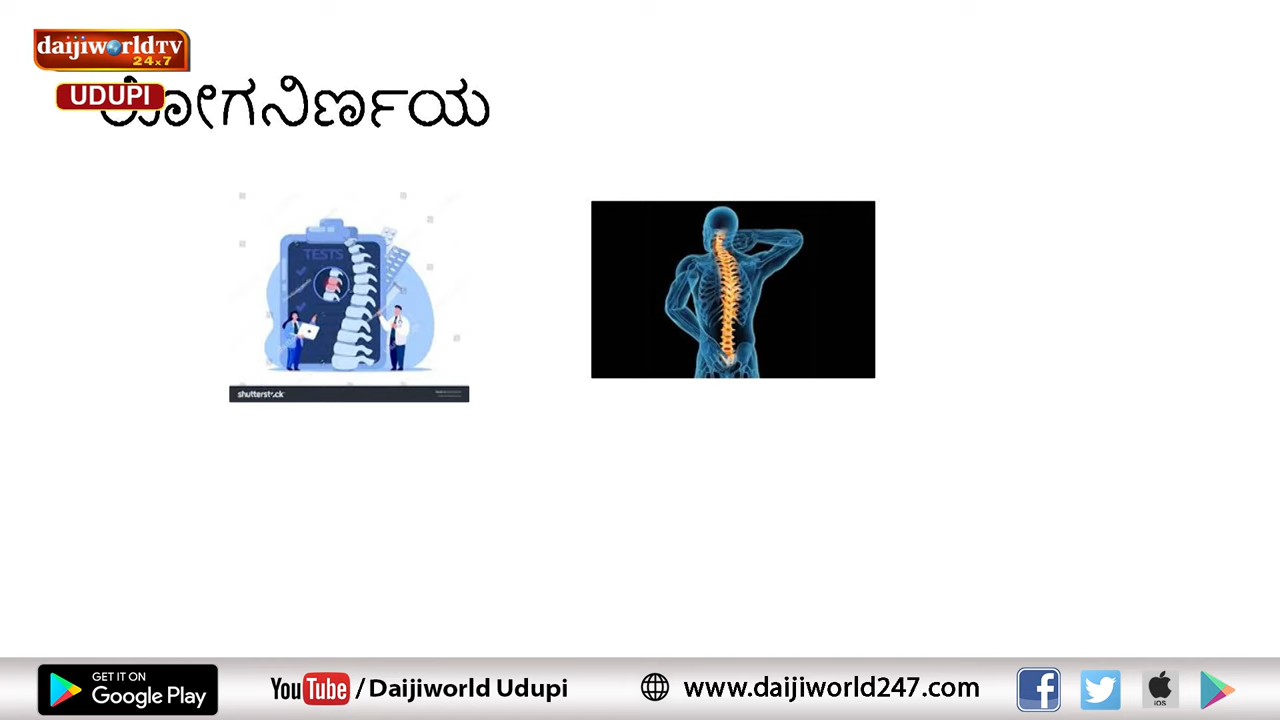 daijiworldTV
24x7
UDUPI
ರೋಗನಿರ್ಣಯ
TESTS
shutterstock
GET IT ON
Google Play
YouTube / Daijiworld Udupi
www.daijiworld247.com
iOS